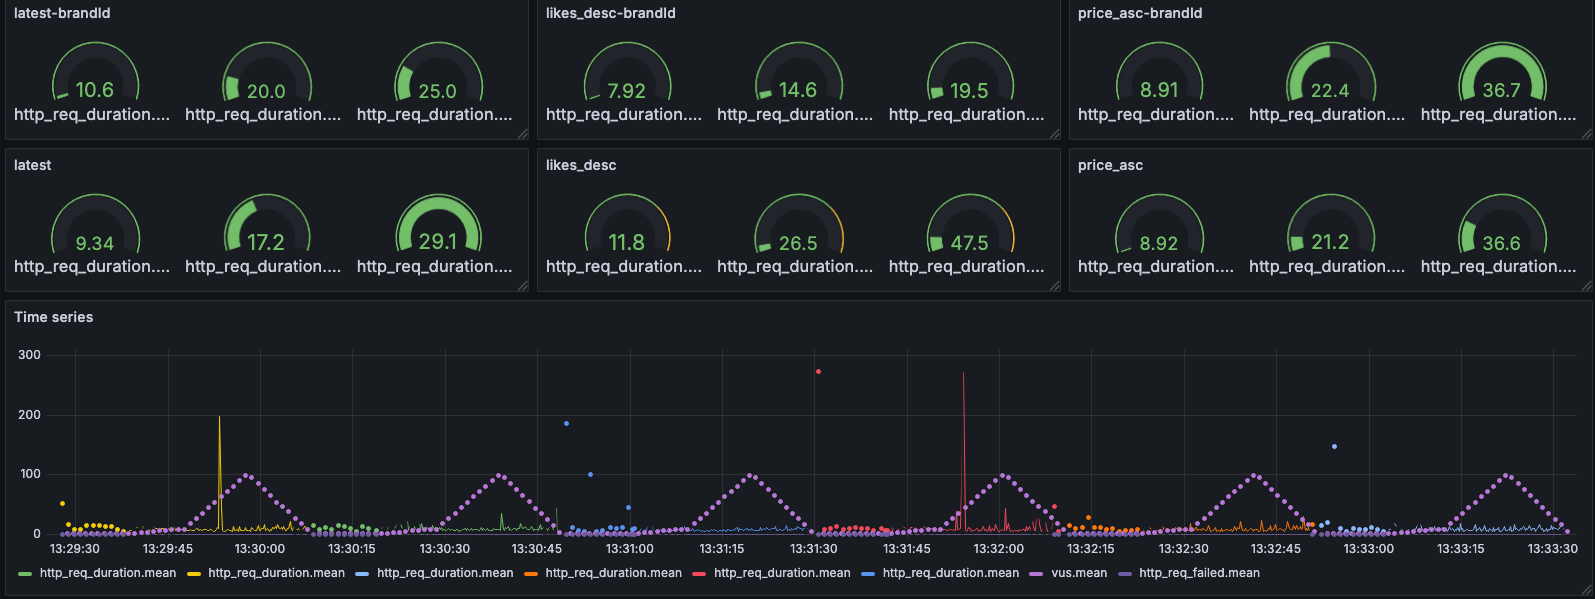 latest-brandId
likes_desc-brandId
price_asc-brandId
10.6
20.0
25.0
7.92
14.6
19.5
8.91
22.4
36.7
http_req_duration....
http_req_duration....
http_req_duration....
http_req_duration....
http_req_duration....
http_req_duration....
http_req_duration....
http_req_duration....
http_req_duration....
latest
likes_desc
price_asc
9.34
17.2
29.1
11.8
26.5
47.5
8.92
21.2
36.6
http_req_duration....
http_req_duration....
http_req_duration....
http_req_duration....
http_req_duration....
http_req_duration....
http_req_duration....
http_req_duration....
http_req_duration....
Time series
300
200
100
0
13:29:30 13:29:45 13:30:00 13:30:15 13:30:30 13:30:45 13:31:00 13:31:15 13:31:30 13:31:45 13:32:00 13:32:15 13:32:30 13:32:45 13:33:00 13:33:15 13:33:30
http_req_duration.mean http_req_duration.mean http_req_duration.mean http_req_duration.mean http_req_duration.mean http_req_duration.mean vus.mean http_req_failed.mean